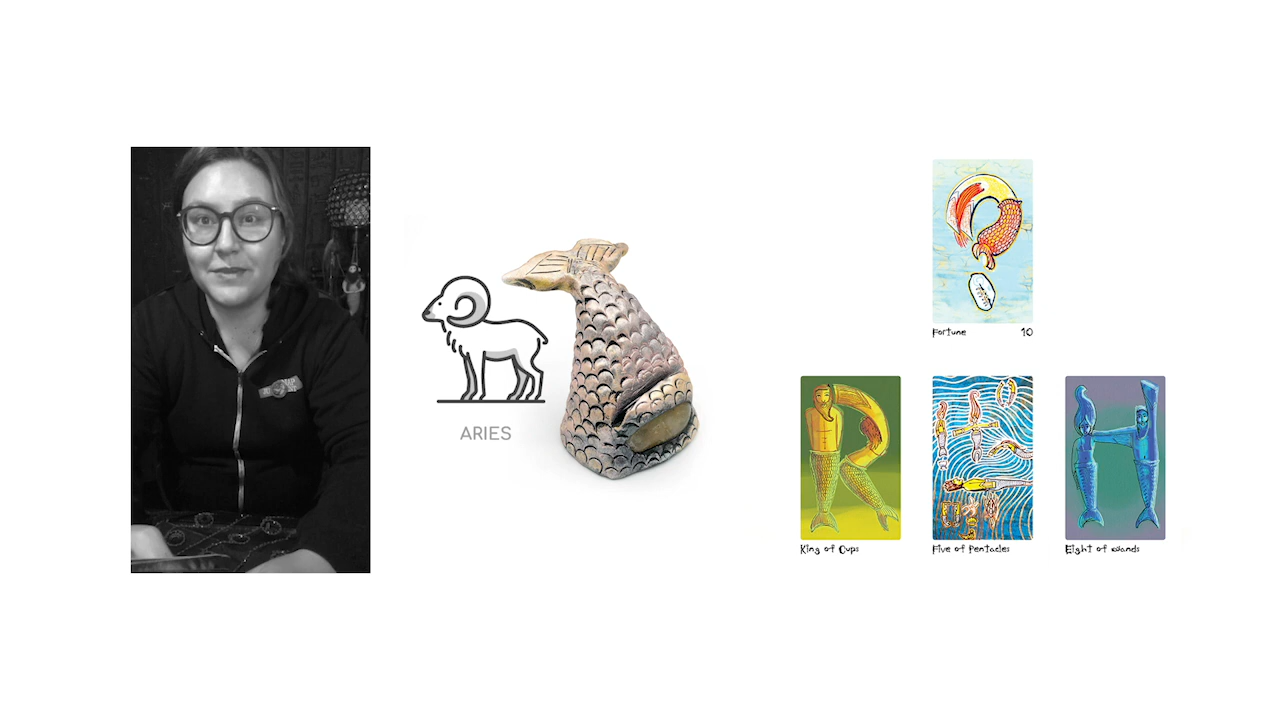 ARIES
Fortune 10
King of Cups
Five of Pentacles
Eight of wands